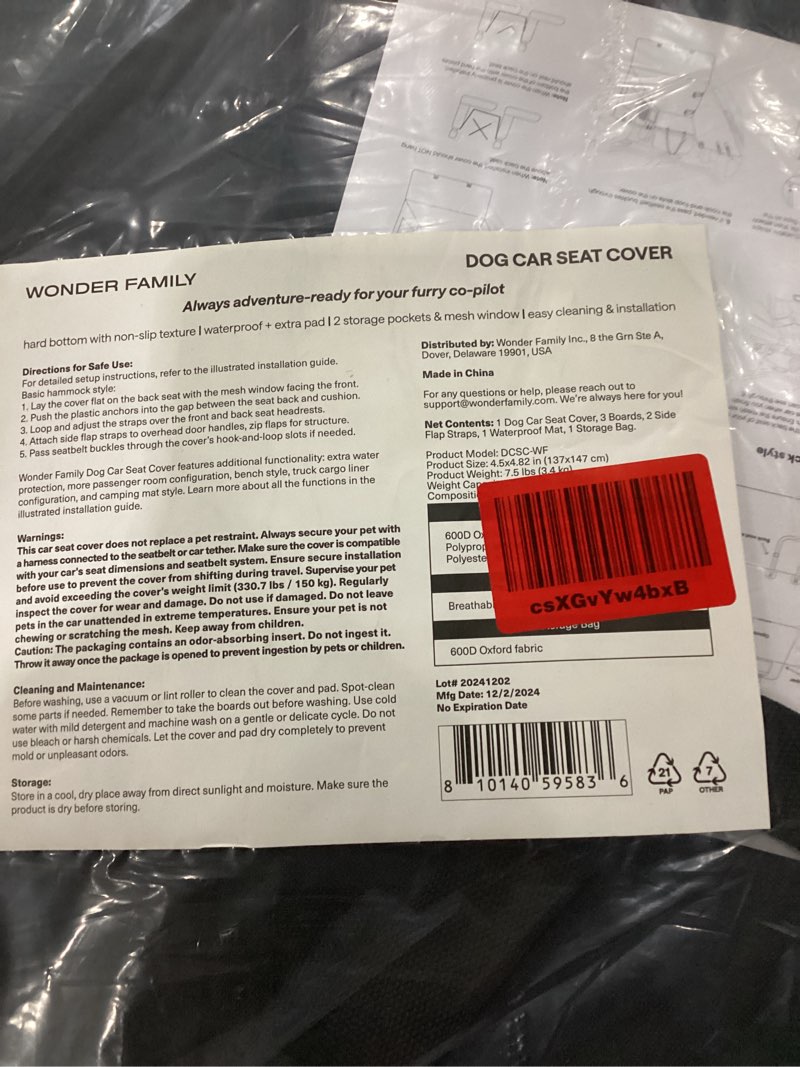 WONDER FAMILY
DOG CAR SEAT COVER
Always adventure-ready for your furry co-pilot
hard bottom with non-slip texture | waterproof + extra pad | 2 storage pockets & mesh window | easy cleaning & installation
Directions for Safe Use:
For detailed setup instructions, refer to the illustrated installation guide.
Basic hammock style:
1. Lay the cover flat on the back seat with the mesh window facing the front.
2. Push the plastic anchors into the gap between the seat back and cushion.
3. Loop and adjust the straps over the front and back seat headrests.
4. Attach side flap straps to overhead door handles, zip flaps for structure.
5. Pass seatbelt buckles through the cover's hook-and-loop slots if needed.
Wonder Family Dog Car Seat Cover features additional functionality: extra water
protection, more passenger room configuration, bench style, truck cargo liner
configuration, and camping mat style. Learn more about all the functions in the
illustrated installation guide.
Warnings:
This car seat cover does not replace a pet restraint. Always secure your pet with
a harness connected to the seatbelt or car tether. Make sure the cover is compatible
with your car's seat dimensions and seatbelt system. Ensure secure installation
before use to prevent the cover from shifting during travel. Supervise your pet
and avoid exceeding the cover's weight limit (330.7 lbs / 150 kg). Regularly
inspect the cover for wear and damage. Do not use if damaged. Do not leave
pets in the car unattended in extreme temperatures. Ensure your pet is not
chewing or scratching the mesh. Keep away from children.
Caution: The packaging contains an odor-absorbing insert. Do not ingest it.
Throw it away once the package is opened to prevent ingestion by pets or children.
Cleaning and Maintenance:
Before washing, use a vacuum or lint roller to clean the cover and pad. Spot-clean
some parts if needed. Remember to take the boards out before washing. Use cold
water with mild detergent and machine wash on a gentle or delicate cycle. Do not
use bleach or harsh chemicals. Let the cover and pad dry completely to prevent
mold or unpleasant odors.
Storage:
Store in a cool, dry place away from direct sunlight and moisture. Make sure the
product is dry before storing.
Distributed by: Wonder Family Inc., 8 the Grn Ste A,
Dover, Delaware 19901, USA
Made in China
For any questions or help, please reach out to
support@wonderfamily.com. We're always here for you!
Net Contents: 1 Dog Car Seat Cover, 3 Boards, 2 Side
Flap Straps, 1 Waterproof Mat, 1 Storage Bag.
Product Model: DCSC-WF
Product Size: 4.5x4.82 in (137x147 cm)
Product Weight: 7.5 lbs (3.4 kg)
Weight Cap
Compositi
600D Ox
Polyprop
Polyeste
Breathab
600D Oxford fabric
csXGvYw4bxB
Lot# 20241202
Mfg Date: 12/2/2024
No Expiration Date
8 10140 59583 6
21
PAP
7
OTHER